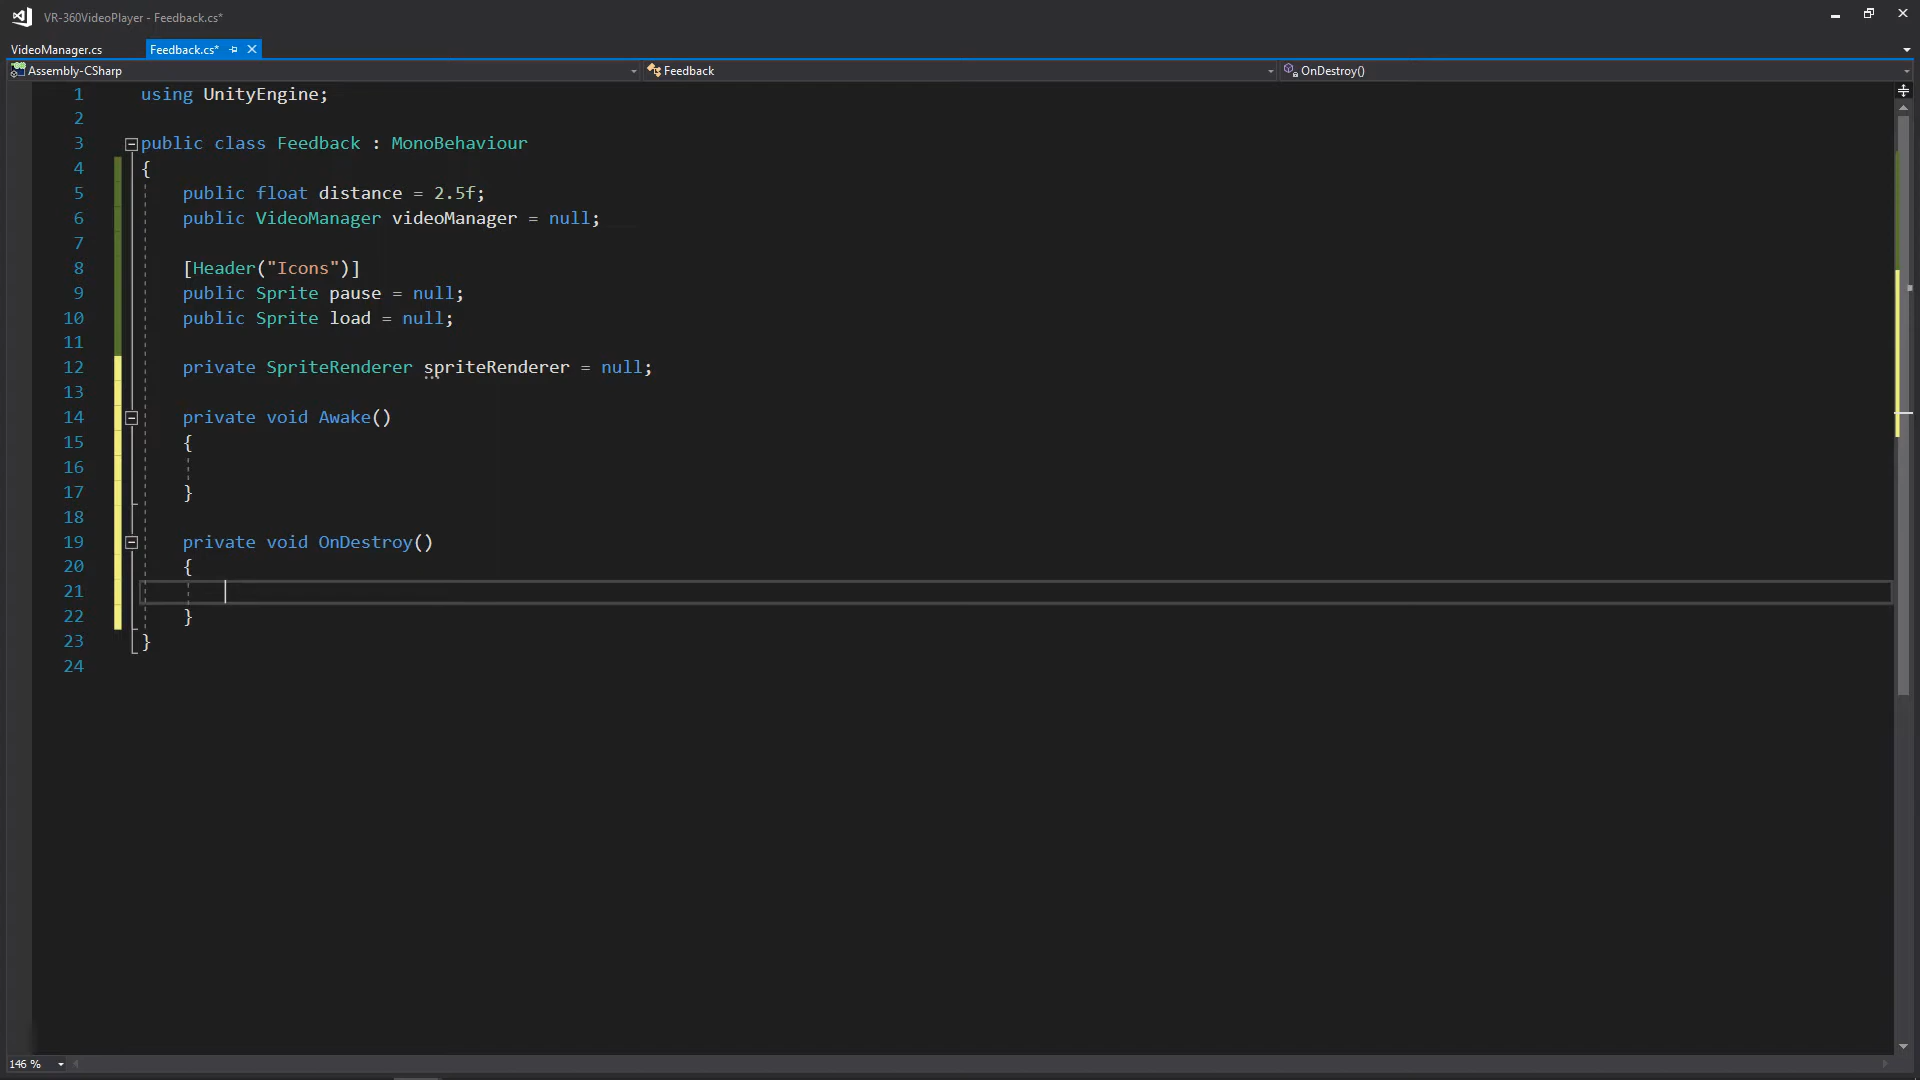 VR-360VideoPlayer - Feedback.cs*
VideoManager.cs Feedback.cs*
Assembly-CSharp Feedback OnDestroy()
1 using UnityEngine;
2
3 public class Feedback : MonoBehaviour
4 {
5 public float distance = 2.5f;
6 public VideoManager videoManager = null;
7
8 [Header("Icons")]
9 public Sprite pause = null;
10 public Sprite load = null;
11
12 private SpriteRenderer spriteRenderer = null;
13
14 private void Awake()
15 {
16
17 }
18
19 private void OnDestroy()
20 {
21
22 }
23 }
24
146 %